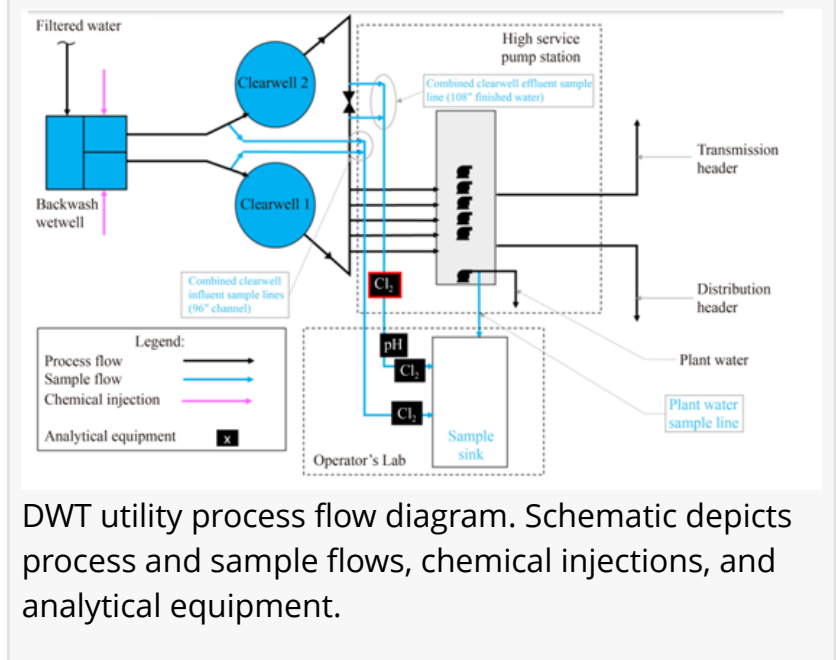 Filtered water
High service
pump station
Clearwell 2
Combined clearwell effluent sample
line (108" finished water)
Transmission
header
Backwash
wetwell
Clearwell 1
Combined clearwell
influent sample lines
(96" channel)
Cl₂
Distribution
header
Legend:
Process flow
Sample flow
Chemical injection
Analytical equipment
x
pH
Cl₂
Cl₂
Plant water
Plant water
sample line
Sample
sink
Operator's Lab
DWT utility process flow diagram. Schematic depicts
process and sample flows, chemical injections, and
analytical equipment.